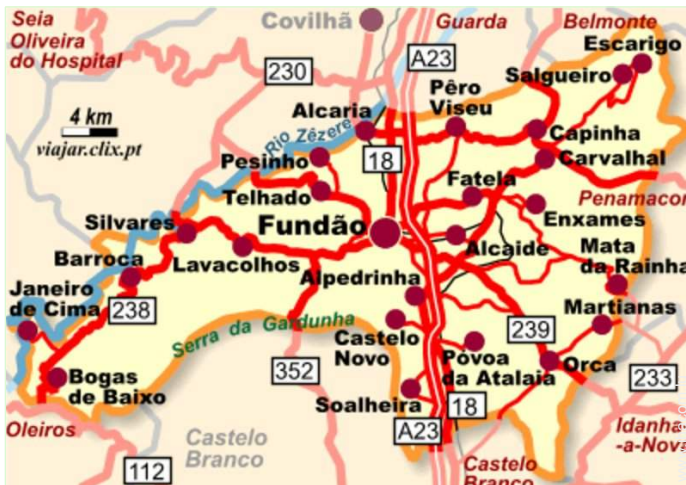 Covilhã
Guarda
Belmonte
Seia
Oliveira
do Hospital
A23
Escarigo
Salgueiro
230
4 km
viajar.clix.pt
Alcaria
Pêro
Viseu
Rio Zêzere
Capinha
Pesinho
18
Carvalhal
Telhado
Fatela
Penamacor
Silvares
Fundão
Enxames
Barroca
Lavacolhos
Alcaide
Mata
da Rainha
Janeiro
de Cima
Alpedrinha
238
Martianas
Serra da Gardunha
Castelo
Novo
239
352
Póvoa
da Atalaia
Orca
233
Bogas
de Baixo
Soalheira
18
Oleiros
A23
Idanha
-a-Nova
Castelo
Branco
112
Castelo
Branco